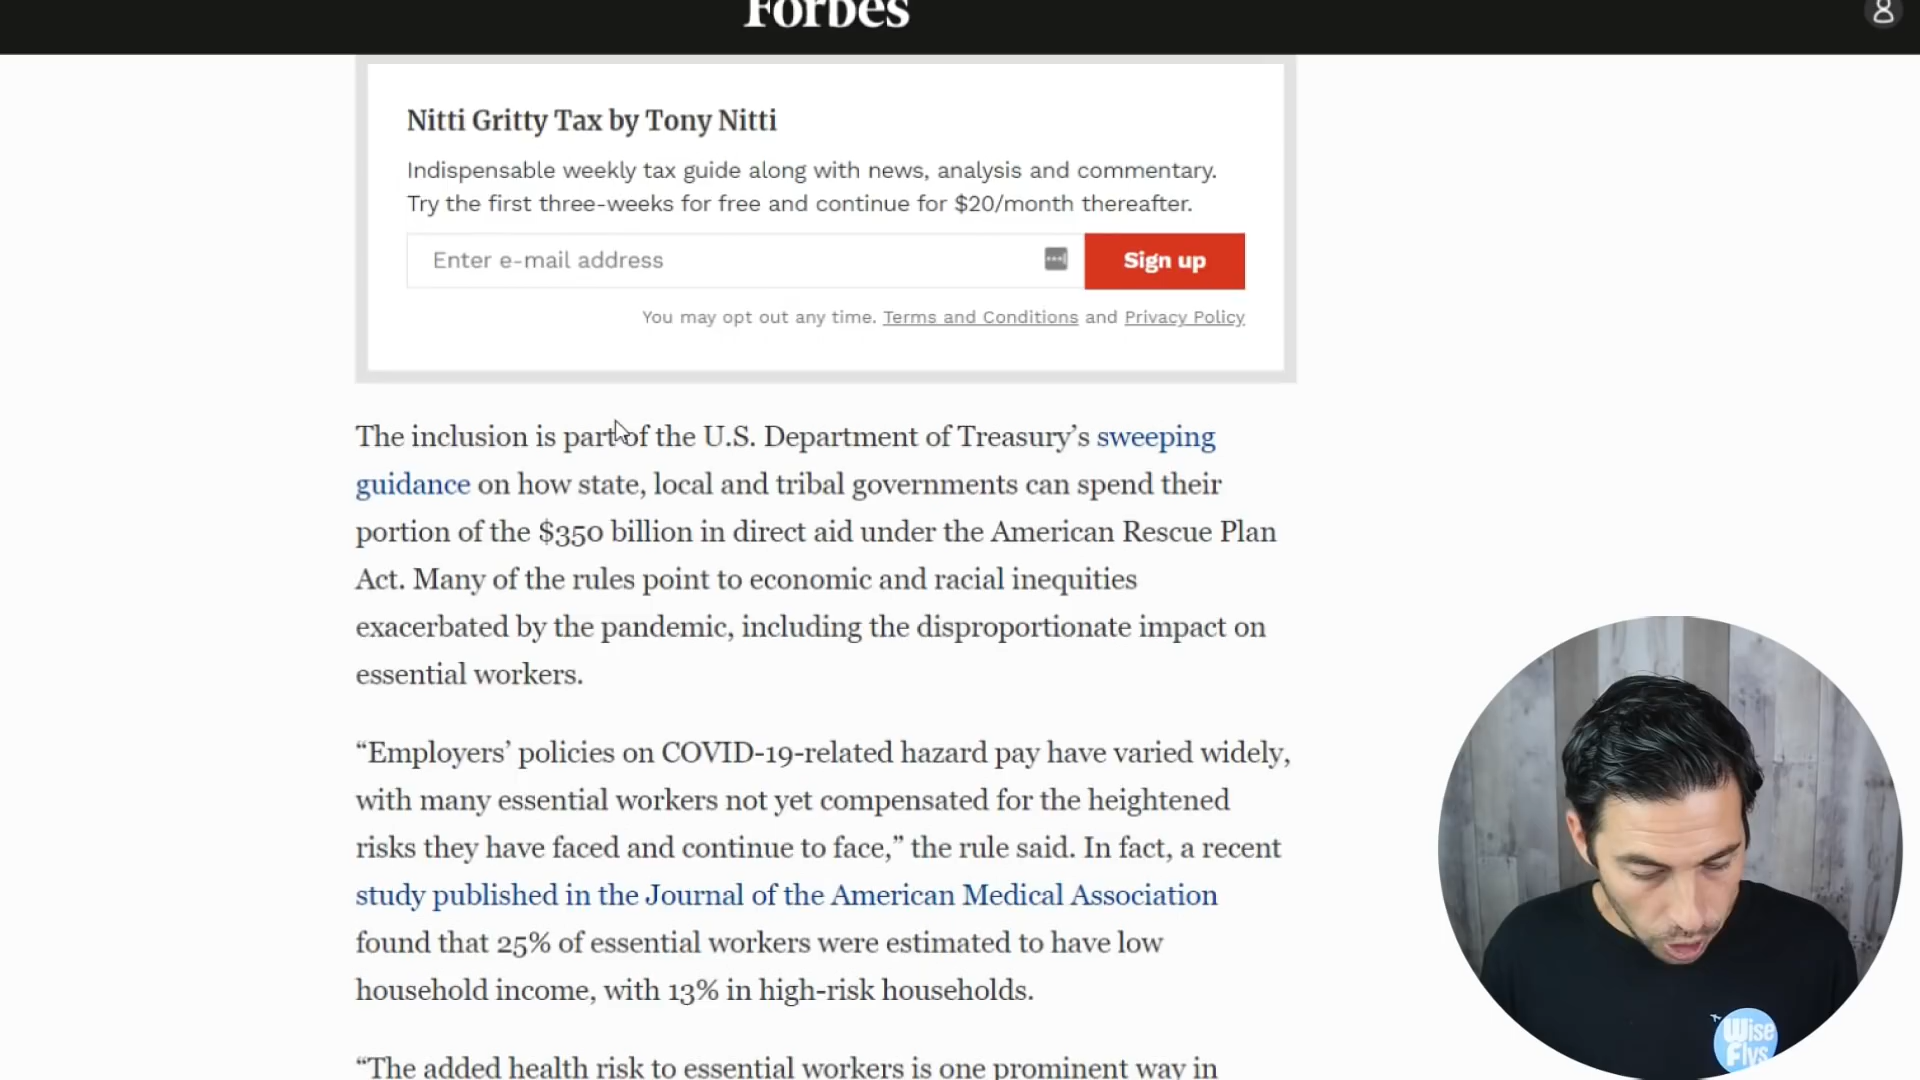 Forbes
Nitti Gritty Tax by Tony Nitti
Indispensable weekly tax guide along with news, analysis and commentary.
Try the first three-weeks for free and continue for $20/month thereafter.
Enter e-mail address
Sign up
You may opt out any time. Terms and Conditions and Privacy Policy
The inclusion is part of the U.S. Department of Treasury’s sweeping
guidance on how state, local and tribal governments can spend their
portion of the $350 billion in direct aid under the American Rescue Plan
Act. Many of the rules point to economic and racial inequities
exacerbated by the pandemic, including the disproportionate impact on
essential workers.
“Employers’ policies on COVID-19-related hazard pay have varied widely,
with many essential workers not yet compensated for the heightened
risks they have faced and continue to face,” the rule said. In fact, a recent
study published in the Journal of the American Medical Association
found that 25% of essential workers were estimated to have low
household income, with 13% in high-risk households.
“The added health risk to essential workers is one prominent way in
Wise
Flys